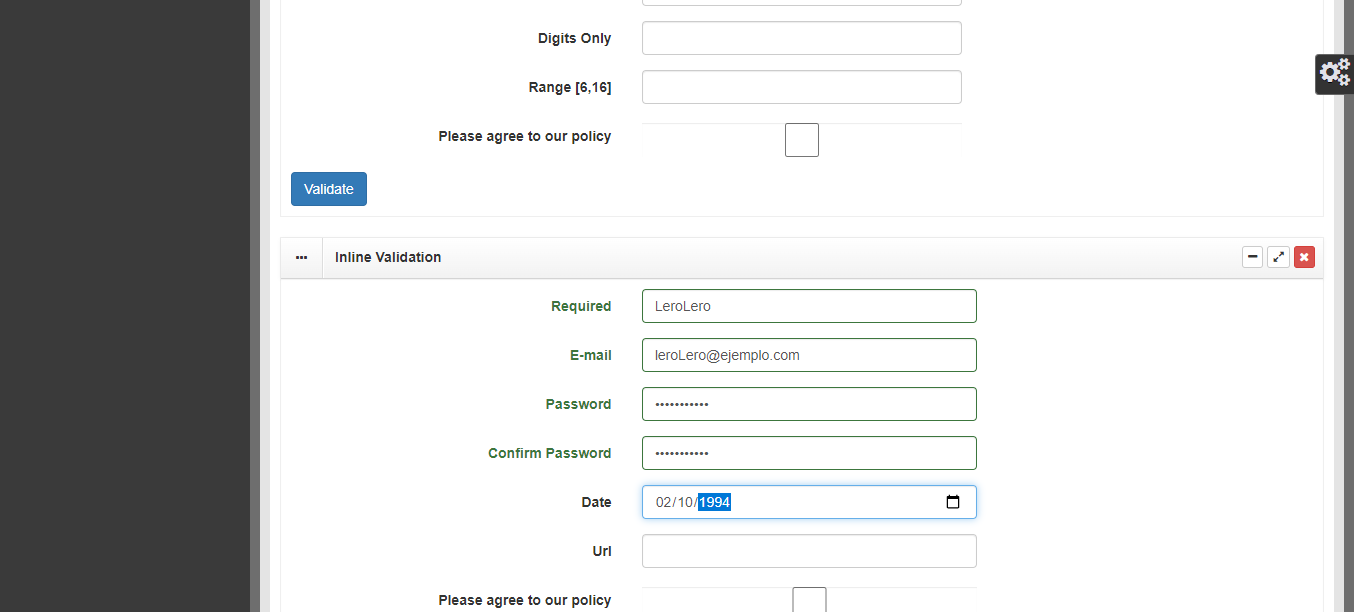 Digits Only
Range [6,16]
Please agree to our policy
Validate
Inline Validation
Required LeroLero
E-mail leroLero@ejemplo.com
Password •••••••••••
Confirm Password •••••••••••
Date 02/10/1994
Url
Please agree to our policy